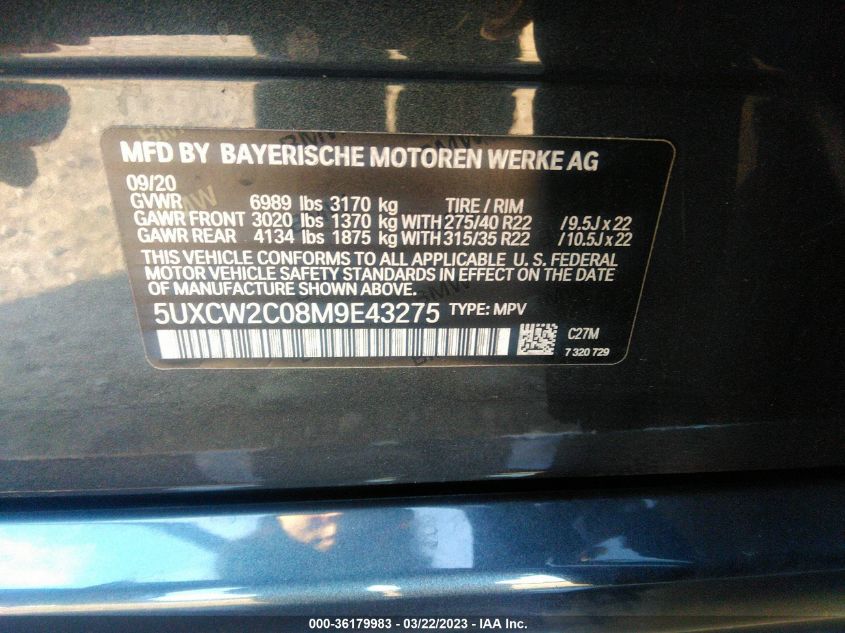 MFD BY BAYERISCHE MOTOREN WERKE AG
09/20
GVWR 6989 lbs 3170 kg TIRE / RIM
GAWR FRONT 3020 lbs 1370 kg WITH 275/40 R22 /9.5J x 22
GAWR REAR 4134 lbs 1875 kg WITH 315/35 R22 /10.5J x 22
THIS VEHICLE CONFORMS TO ALL APPLICABLE U. S. FEDERAL
MOTOR VEHICLE SAFETY STANDARDS IN EFFECT ON THE DATE
OF MANUFACTURE SHOWN ABOVE.
5UXCW2C08M9E43275 TYPE: MPV
C27M
7 320 729
000-36179983 - 03/22/2023 - IAA Inc.